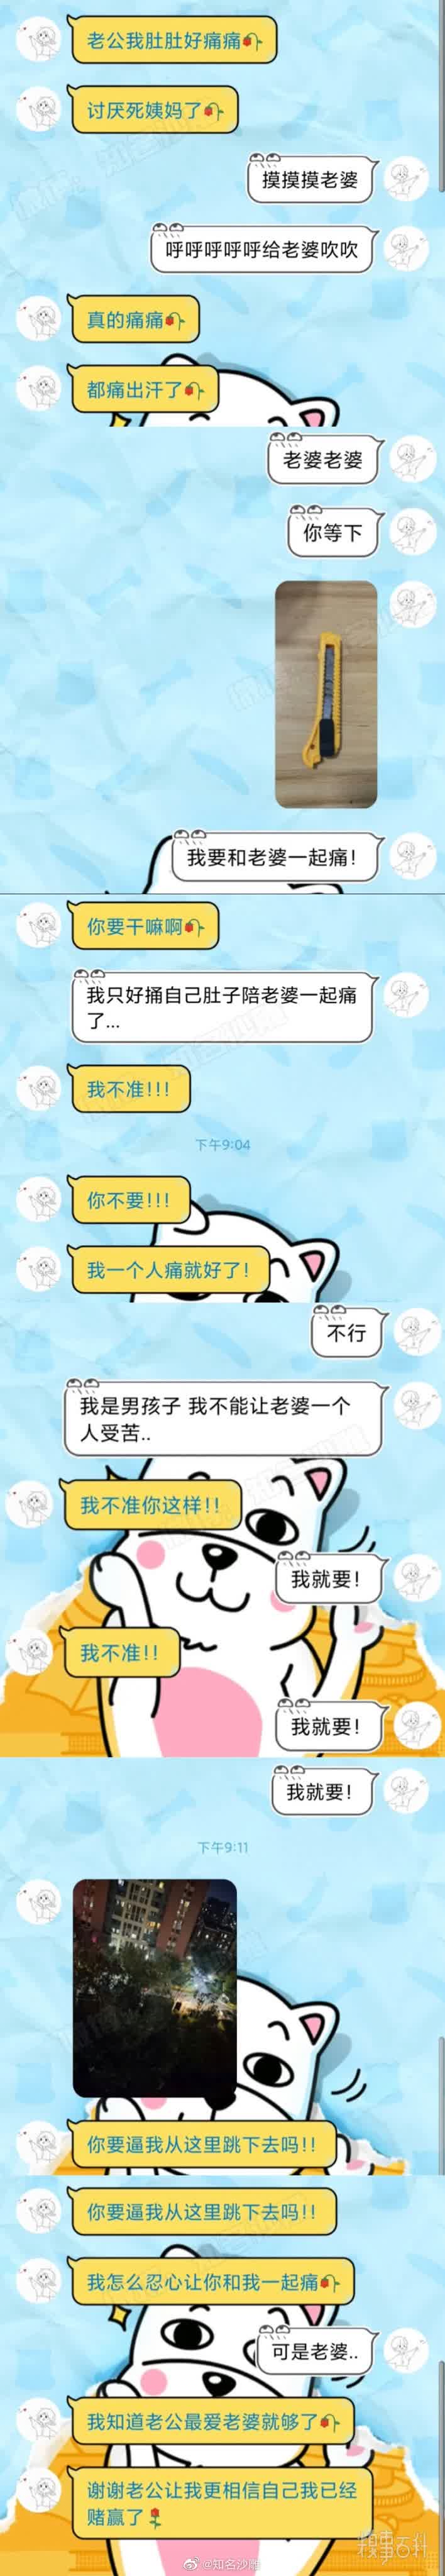 老公我肚肚好痛痛🥀
讨厌死姨妈了🥀
摸摸摸老婆
呼呼呼呼呼给老婆吹吹
真的痛痛🥀
都痛出汗了🥀
老婆老婆
你等下
我要和老婆一起痛!
你要干嘛啊🥀
我只好捅自己肚子陪老婆一起痛
了...
我不准!!!
下午9:04
你不要!!!
我一个人痛就好了!
不行
我是男孩子 我不能让老婆一个
人受苦..
我不准你这样!!
我就要!
我不准!!
我就要!
我就要!
下午9:11
你要逼我从这里跳下去吗!!
你要逼我从这里跳下去吗!!
我怎么忍心让你和我一起痛🥀
可是老婆..
我知道老公最爱老婆就够了🥀
谢谢老公让我更相信自己我已经
赌赢了🌹
@知名沙雕
糗事百科